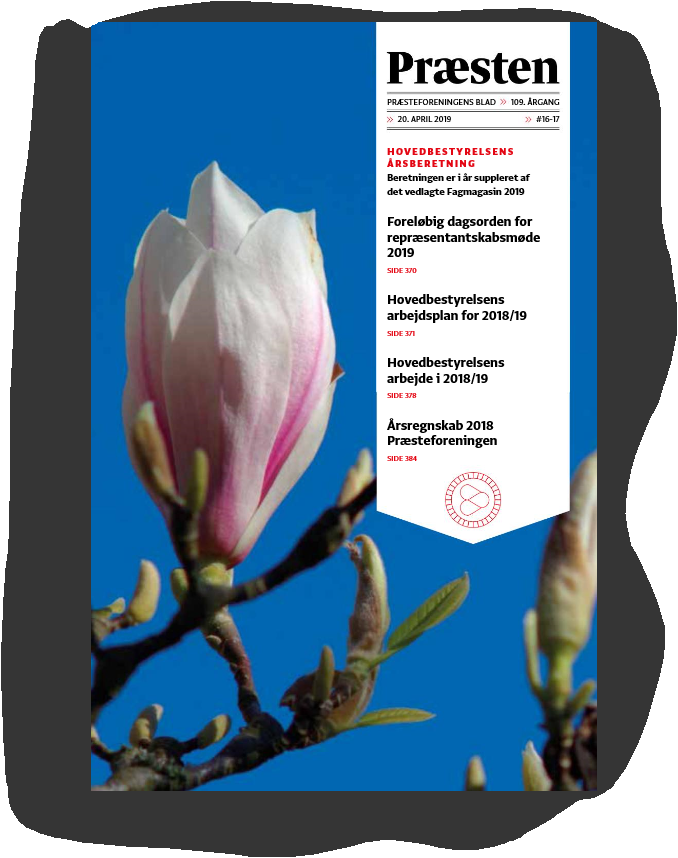 Præsten
PRÆSTEFORENINGENS BLAD » 109. ÅRGANG
» 20. APRIL 2019 » #16-17
HOVEDBESTYRELSENS
ÅRSBERETNING
Beretningen er i år suppleret af
det vedlagte Fagmagasin 2019
Foreløbig dagsorden for
repræsentantskabsmøde
2019
SIDE 370
Hovedbestyrelsens
arbejdsplan for 2018/19
SIDE 371
Hovedbestyrelsens
arbejde i 2018/19
SIDE 378
Årsregnskab 2018
Præsteforeningen
SIDE 384